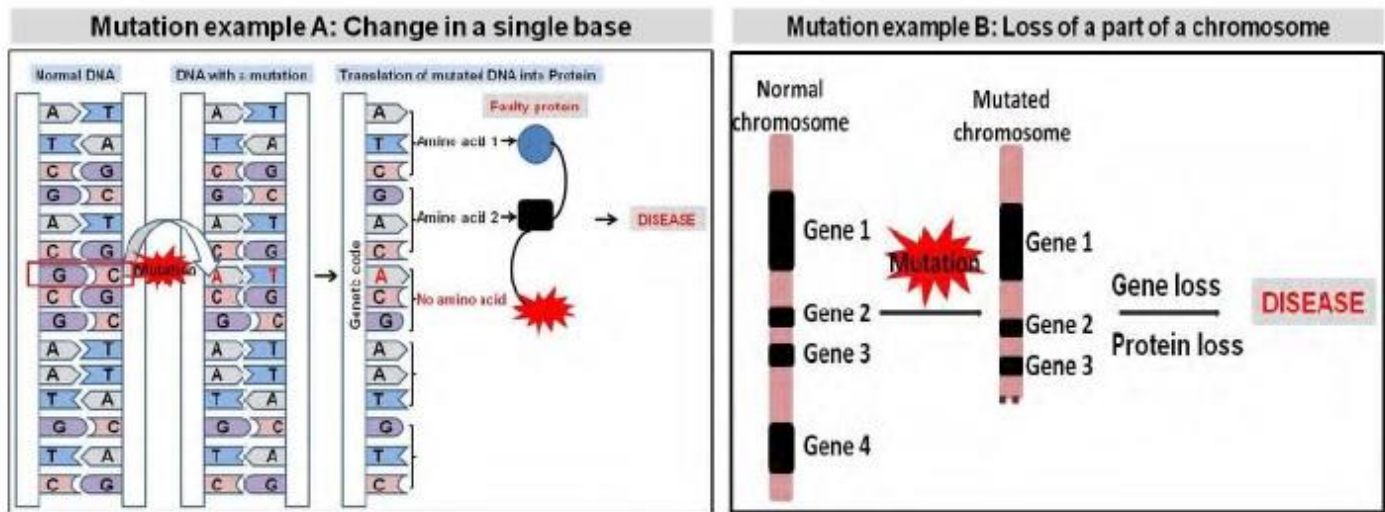 Mutation example A: Change in a single base
Normal DNA
DNA with a mutation
Translation of mutated DNA into Protein
Faulty protein
A T
T A
C G
G C
A T
C G
G C
C G
G C
A T
A T
T A
G C
T A
C G
Mutation
A T
T A
C G
G C
A T
C G
A T
C G
G C
A T
A T
T A
G C
T A
C G
Genetic code
A
T
C
G
A
C
A
C
G
A
A
T
G
T
C
Amino acid 1
Amino acid 2
No amino acid
DISEASE
Mutation example B: Loss of a part of a chromosome
Normal
chromosome
Gene 1
Gene 2
Gene 3
Gene 4
Mutation
Mutated
chromosome
Gene 1
Gene 2
Gene 3
Gene loss
Protein loss
DISEASE